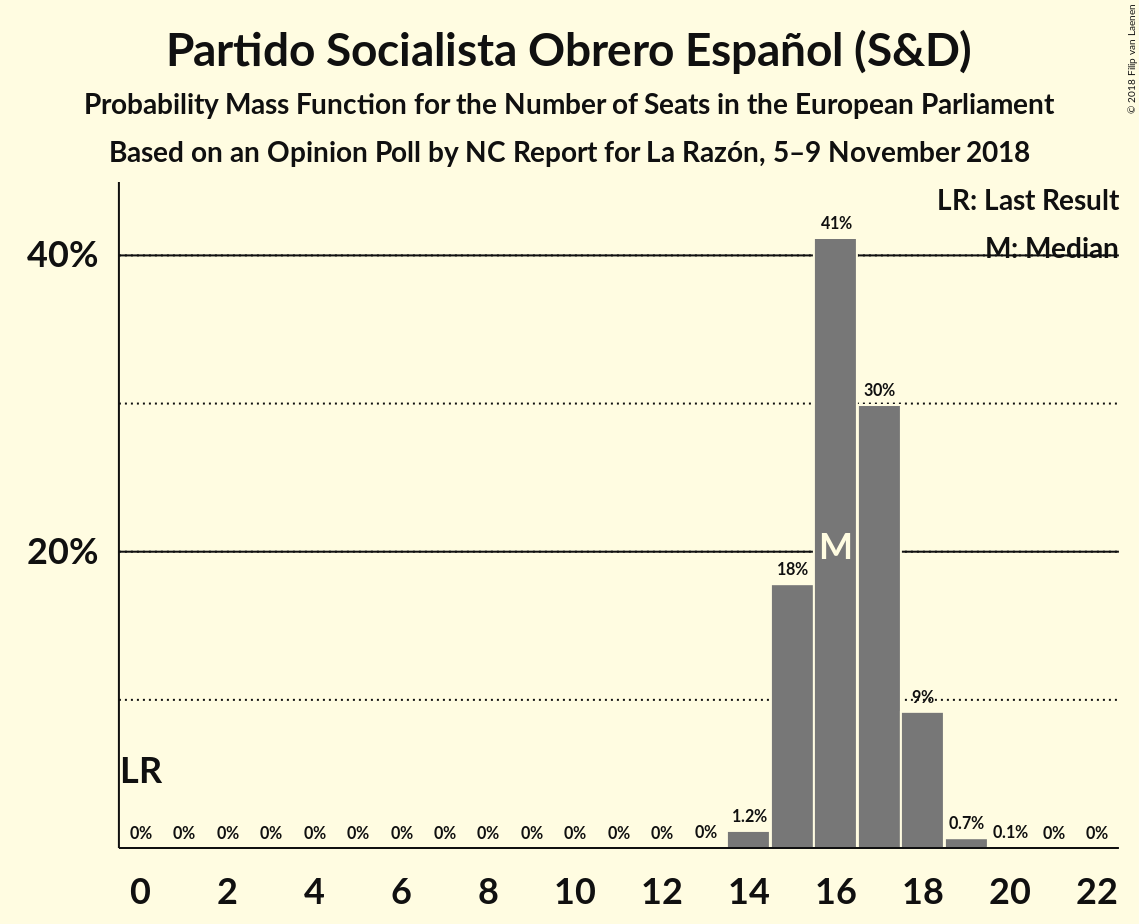 Partido Socialista Obrero Español (S&D)
Probability Mass Function for the Number of Seats in the European Parliament
Based on an Opinion Poll by NC Report for La Razón, 5–9 November 2018
© 2018 Filip van Laenen
LR: Last Result
M: Median
40%
20%
41%
30%
M
18%
9%
LR
0% 0% 0% 0% 0% 0% 0% 0% 0% 0% 0% 0% 0% 0% 1.2% 0.7% 0.1% 0% 0%
0 2 4 6 8 10 12 14 16 18 20 22